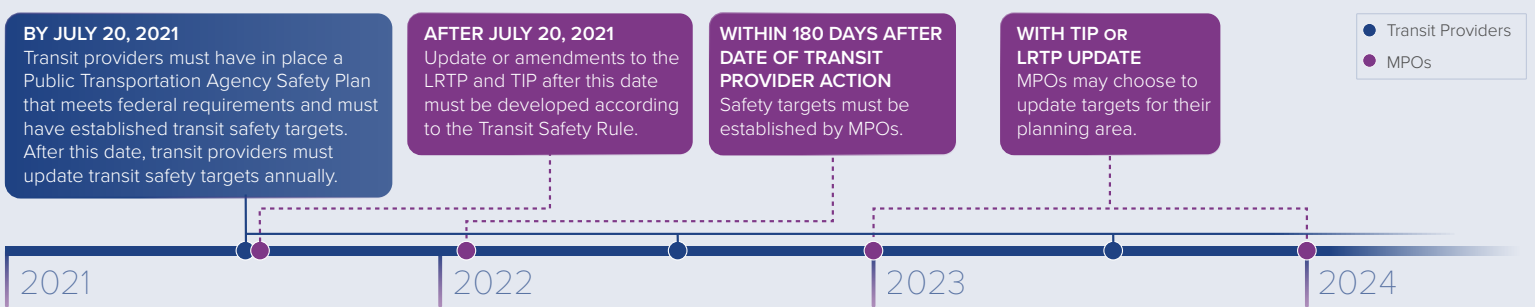 BY JULY 20, 2021
Transit providers must have in place a
Public Transportation Agency Safety Plan
that meets federal requirements and must
have established transit safety targets.
After this date, transit providers must
update transit safety targets annually.
AFTER JULY 20, 2021
Update or amendments to the
LRTP and TIP after this date
must be developed according
to the Transit Safety Rule.
WITHIN 180 DAYS AFTER
DATE OF TRANSIT
PROVIDER ACTION
Safety targets must be
established by MPOs.
WITH TIP OR
LRTP UPDATE
MPOs may choose to
update targets for their
planning area.
Transit Providers
MPOs
2021
2022
2023
2024